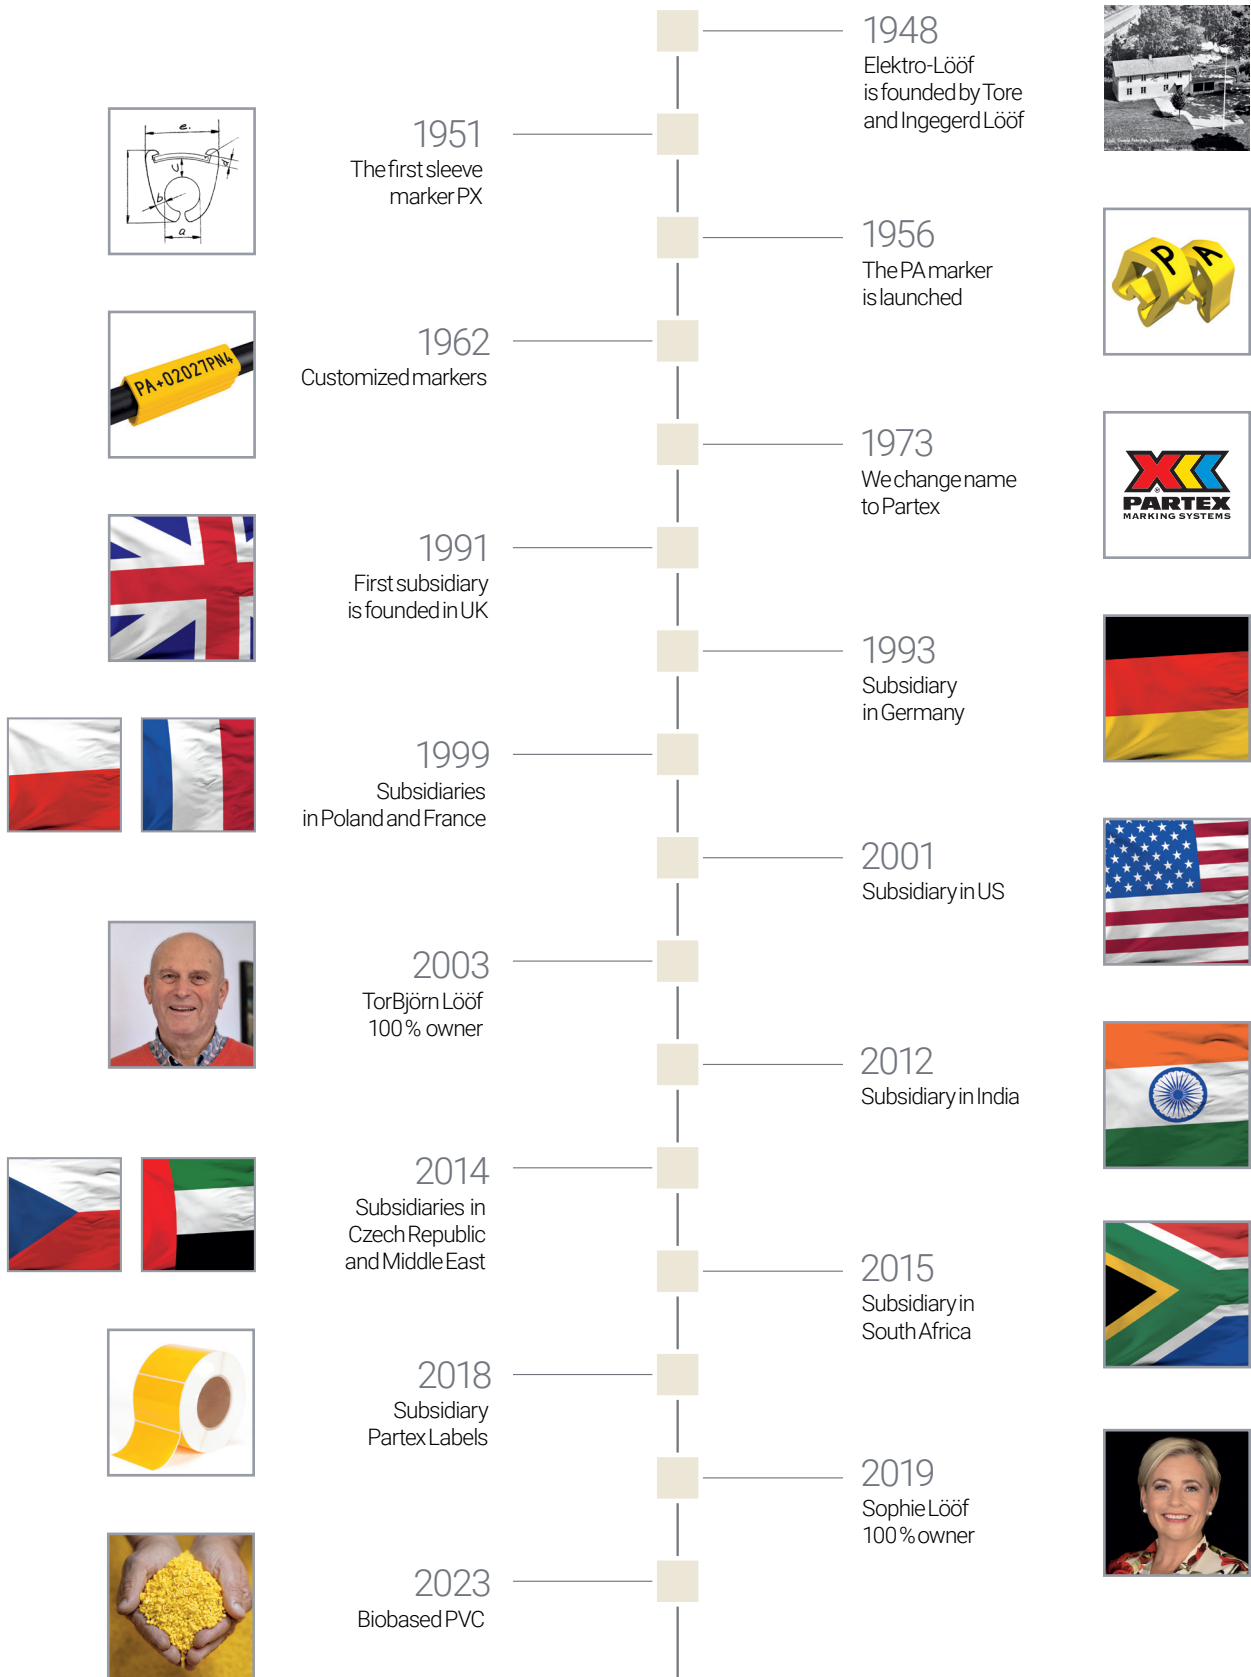 1948
Elektro-Lööf
is founded by Tore
and Ingegerd Lööf
e.
U
d
b
a
1951
The first sleeve
marker PX
1956
The PA marker
is launched
P A
PA+02027PN4
1962
Customized markers
1973
We change name
to Partex
®
PARTEX
MARKING SYSTEMS
1991
First subsidiary
is founded in UK
1993
Subsidiary
in Germany
1999
Subsidiaries
in Poland and France
2001
Subsidiary in US
2003
TorBjörn Lööf
100 % owner
2012
Subsidiary in India
2014
Subsidiaries in
Czech Republic
and Middle East
2015
Subsidiary in
South Africa
2018
Subsidiary
Partex Labels
2019
Sophie Lööf
100 % owner
2023
Biobased PVC